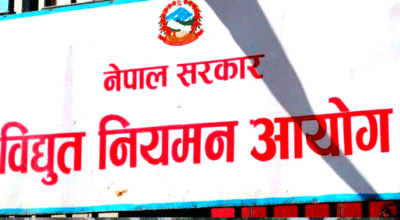 नेपाल सरकार
विद्युत नियमन आयोग